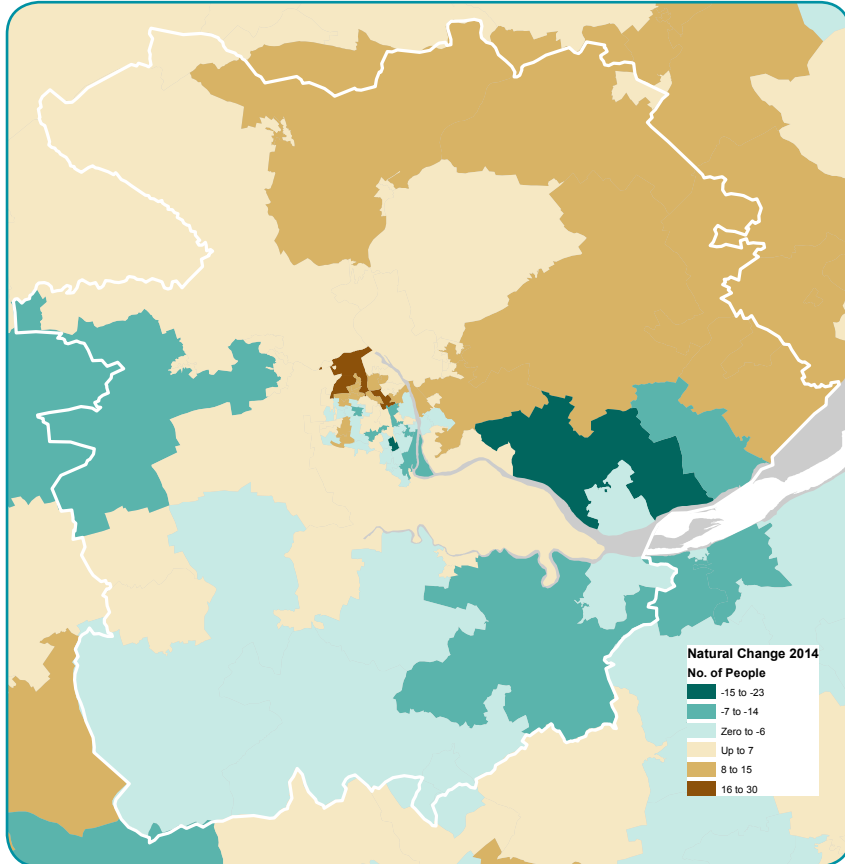 Natural Change 2014
No. of People
-15 to -23
-7 to -14
Zero to -6
Up to 7
8 to 15
16 to 30